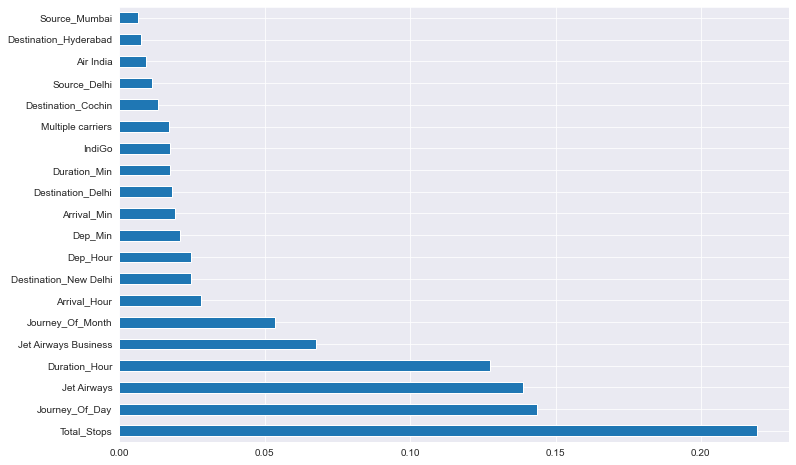 Source_Mumbai
Destination_Hyderabad
Air India
Source_Delhi
Destination_Cochin
Multiple carriers
IndiGo
Duration_Min
Destination_Delhi
Arrival_Min
Dep_Min
Dep_Hour
Destination_New Delhi
Arrival_Hour
Journey_Of_Month
Jet Airways Business
Duration_Hour
Jet Airways
Journey_Of_Day
Total_Stops
0.00 0.05 0.10 0.15 0.20